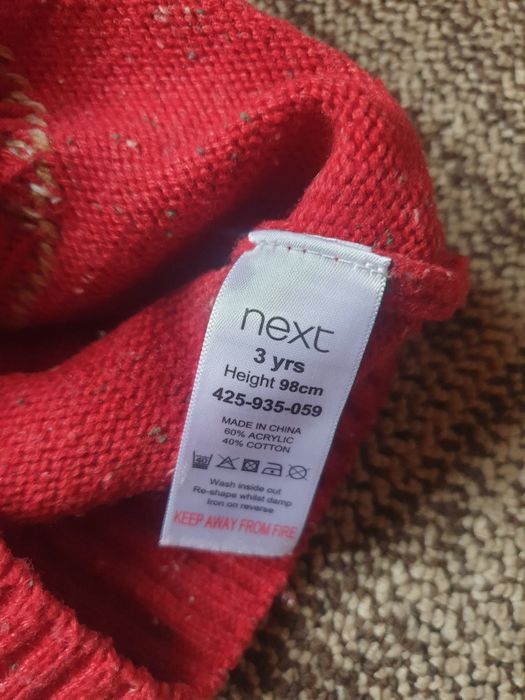 next
3 yrs
Height 98cm
425-935-059
MADE IN CHINA
60% ACRYLIC
40% COTTON
40
Wash inside out
Re-shape whilst damp
Iron on reverse
KEEP AWAY FROM FIRE